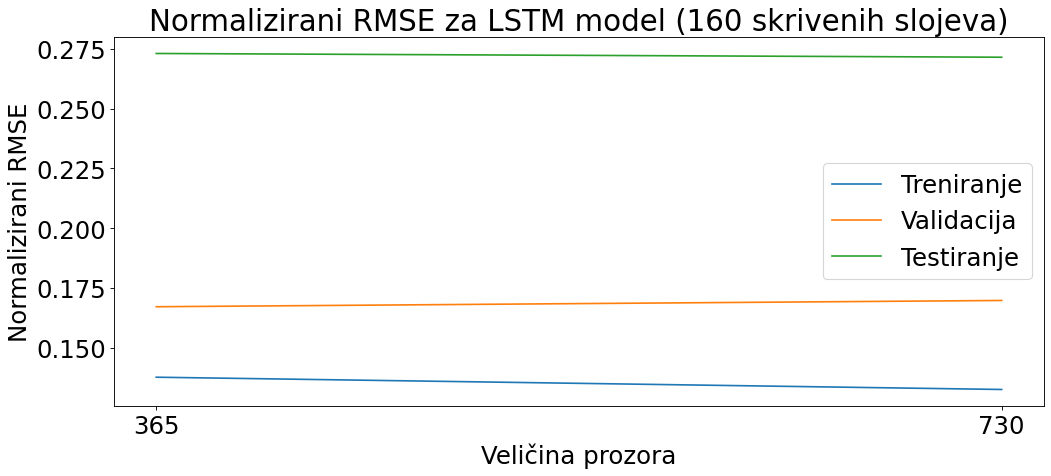 Normalizirani RMSE za LSTM model (160 skrivenih slojeva)
Normalizirani RMSE
0.275
0.250
0.225
0.200
0.175
0.150
Treniranje
Validacija
Testiranje
365
730
Veličina prozora